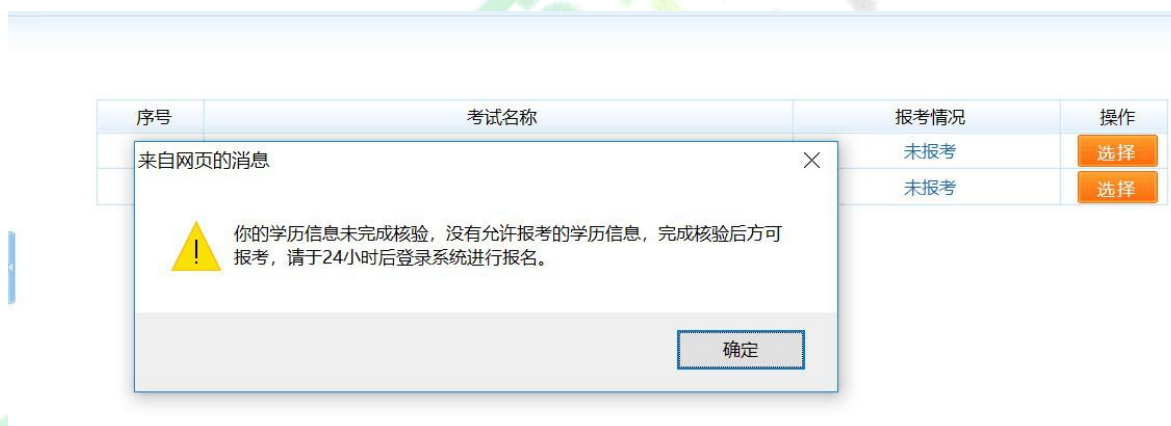 序号 考试名称 报考情况 操作
未报考 选择
未报考 选择
来自网页的消息
你的学历信息未完成核验，没有允许报考的学历信息，完成核验后方可
报考，请于24小时后登录系统进行报名。
确定